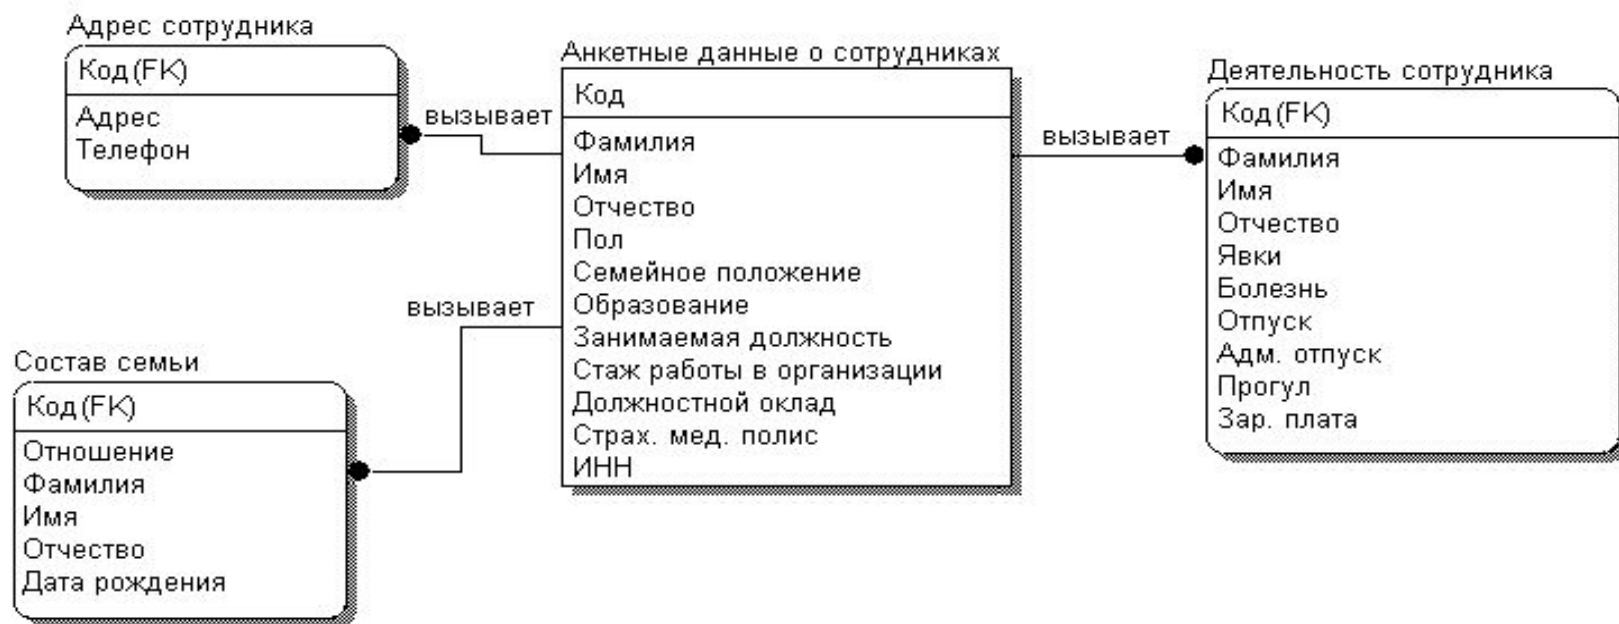 Адрес сотрудника
Код(FK)
Адрес
Телефон
вызывает
Анкетные данные о сотрудниках
Код
Фамилия
Имя
Отчество
Пол
Семейное положение
Образование
Занимаемая должность
Стаж работы в организации
Должностной оклад
Страх. мед. полис
ИНН
вызывает
Деятельность сотрудника
Код(FK)
Фамилия
Имя
Отчество
Явки
Болезнь
Отпуск
Адм. отпуск
Прогул
Зар. плата
вызывает
Состав семьи
Код(FK)
Отношение
Фамилия
Имя
Отчество
Дата рождения